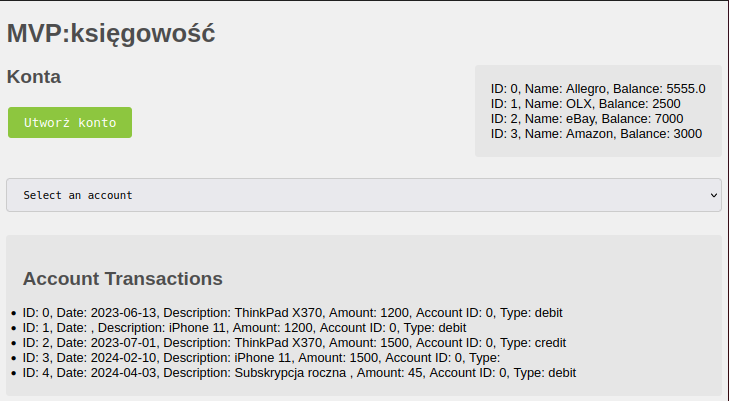 MVP:księgowość
Konta
Utworż konto
ID: 0, Name: Allegro, Balance: 5555.0
ID: 1, Name: OLX, Balance: 2500
ID: 2, Name: eBay, Balance: 7000
ID: 3, Name: Amazon, Balance: 3000
Select an account
Account Transactions
ID: 0, Date: 2023-06-13, Description: ThinkPad X370, Amount: 1200, Account ID: 0, Type: debit
ID: 1, Date: , Description: iPhone 11, Amount: 1200, Account ID: 0, Type: debit
ID: 2, Date: 2023-07-01, Description: ThinkPad X370, Amount: 1500, Account ID: 0, Type: credit
ID: 3, Date: 2024-02-10, Description: iPhone 11, Amount: 1500, Account ID: 0, Type:
ID: 4, Date: 2024-04-03, Description: Subskrypcja roczna , Amount: 45, Account ID: 0, Type: debit